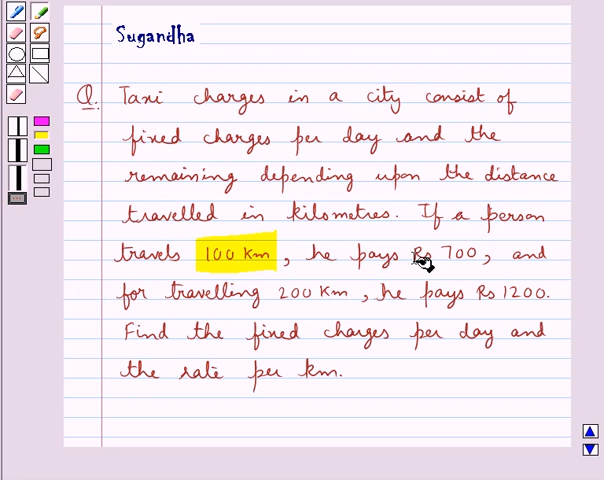 Sugandha
Q. Taxi charges in a city consist of
fixed charges per day and the
remaining depending upon the distance
travelled in kilometres. If a person
travels 100 Km, he pays Rs 700, and
for travelling 200 Km, he pays Rs 1200.
Find the fixed charges per day and
the rate per km.